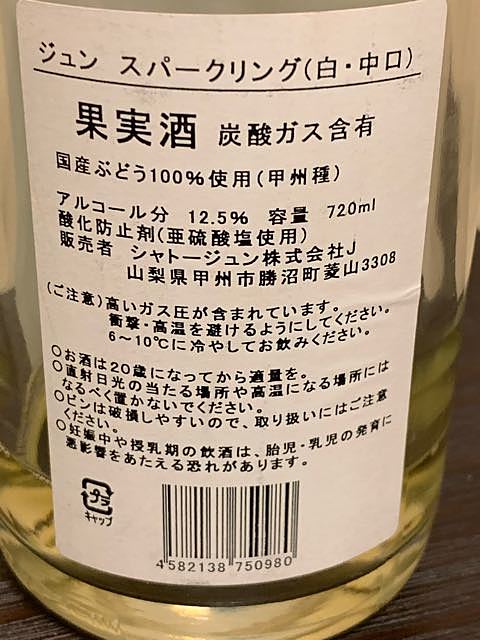 ジュン スパークリング(白・中口)
果実酒 炭酸ガス含有
国産ぶどう100%使用(甲州種)
アルコール分 12.5% 容量 720ml
酸化防止剤(亜硫酸塩使用)
販売者 シャトージュン株式会社J
山梨県甲州市勝沼町菱山3308
(ご注意)高いガス圧が含まれています。
衝撃・高温を避けるようにしてください。
6〜10℃に冷やしてお飲みください。
○お酒は20歳になってから適量を。
○直射日光の当たる場所や高温になる場所には
なるべく置かないでください。
○ビンは破損しやすいので、取り扱いにはご注意
ください。
○妊娠中や授乳期の飲酒は、胎児・乳児の発育に
悪影響をあたえる恐れがあります。
プラ
キャップ
4582138750980